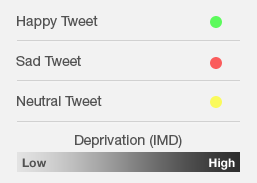 Happy Tweet
Sad Tweet
Neutral Tweet
Deprivation (IMD)
Low High